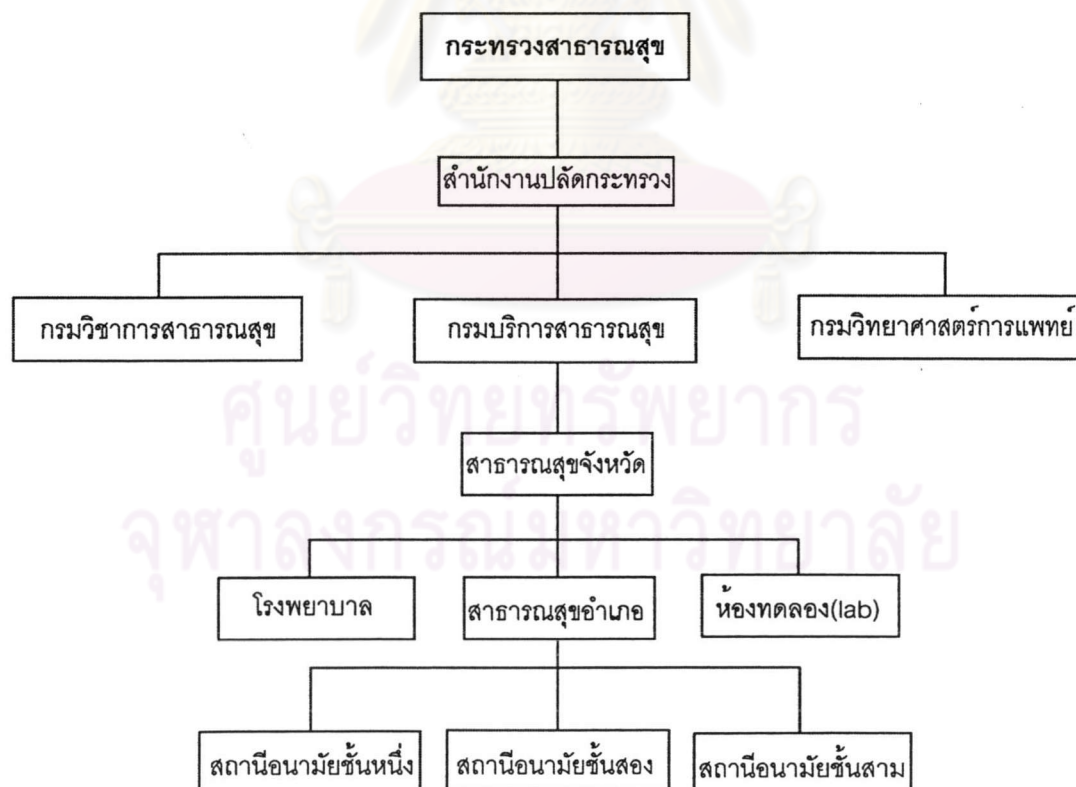 กระทรวงสาธารณสุข
สำนักงานปลัดกระทรวง
กรมวิชาการสาธารณสุข
กรมบริการสาธารณสุข
กรมวิทยาศาสตร์การแพทย์
ศูนย์วิทยทรัพยากร
สาธารณสุขจังหวัด
จุฬาลงกรณ์มหาวิทยาลัย
โรงพยาบาล
สาธารณสุขอำเภอ
ห้องทดลอง(lab)
สถานีอนามัยชั้นหนึ่ง
สถานีอนามัยชั้นสอง
สถานีอนามัยชั้นสาม